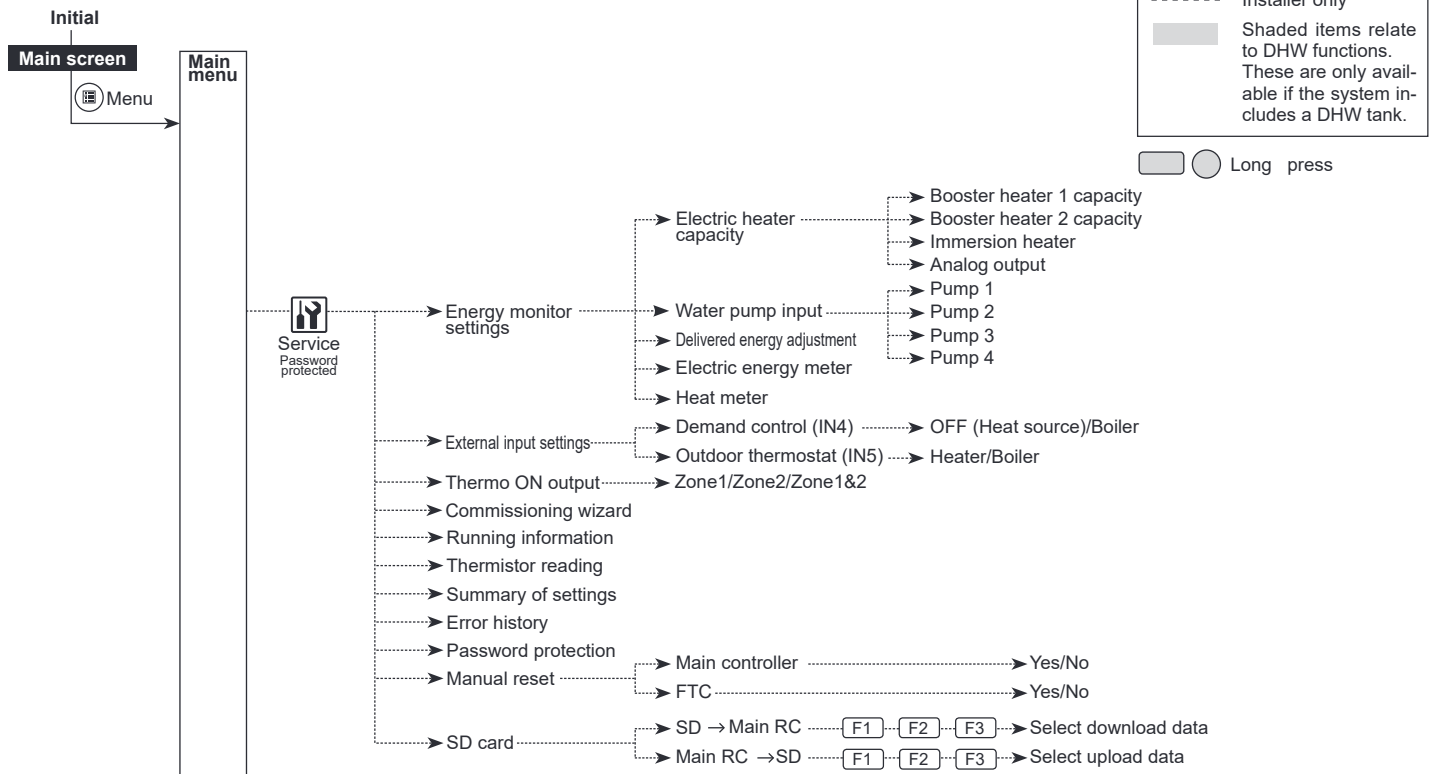 Installer only
Initial
Shaded items relate
to DHW functions.
These are only avail-
able if the system in-
cludes a DHW tank.
Main screen
Main
menu
Menu
Long press
Service
Password
protected
Energy monitor
settings
Electric heater
capacity
Booster heater 1 capacity
Booster heater 2 capacity
Immersion heater
Analog output
Water pump input
Pump 1
Pump 2
Pump 3
Pump 4
Delivered energy adjustment
Electric energy meter
Heat meter
External input settings
Demand control (IN4)
OFF (Heat source)/Boiler
Outdoor thermostat (IN5)
Heater/Boiler
Thermo ON output
Zone1/Zone2/Zone1&2
Commissioning wizard
Running information
Thermistor reading
Summary of settings
Error history
Password protection
Manual reset
Main controller
Yes/No
FTC
Yes/No
SD card
SD → Main RC
F1
F2
F3
Select download data
Main RC → SD
F1
F2
F3
Select upload data